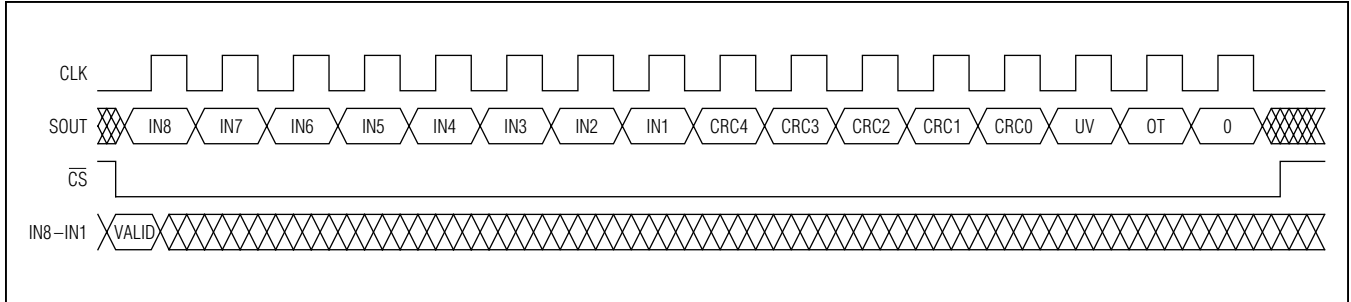 CLK
SOUT IN8 IN7 IN6 IN5 IN4 IN3 IN2 IN1 CRC4 CRC3 CRC2 CRC1 CRC0 UV OT 0
C̅S̅
IN8–IN1 VALID